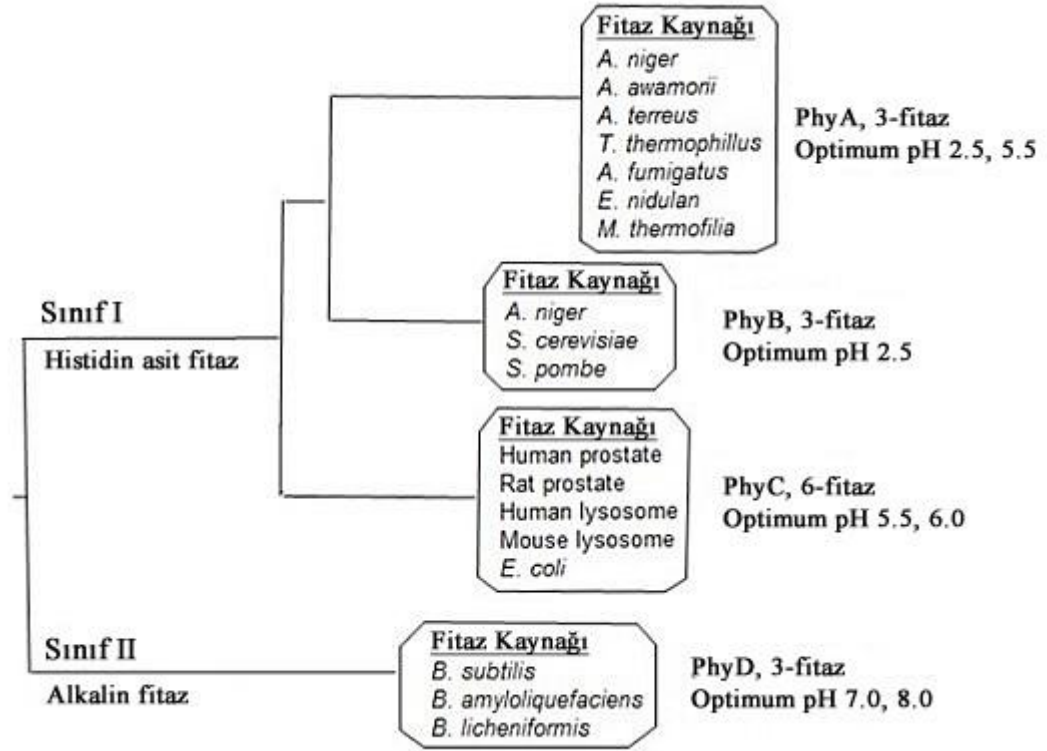 Fitaz Kaynağı
A. niger
A. awamorii
A. terreus
T. thermophillus
A. fumigatus
E. nidulan
M. thermofilia
PhyA, 3-fitaz
Optimum pH 2.5, 5.5
Fitaz Kaynağı
A. niger
S. cerevisiae
S. pombe
PhyB, 3-fitaz
Optimum pH 2.5
Sınıf I
Histidin asit fitaz
Fitaz Kaynağı
Human prostate
Rat prostate
Human lysosome
Mouse lysosome
E. coli
PhyC, 6-fitaz
Optimum pH 5.5, 6.0
Sınıf II
Alkalin fitaz
Fitaz Kaynağı
B. subtilis
B. amyloliquefaciens
B. licheniformis
PhyD, 3-fitaz
Optimum pH 7.0, 8.0